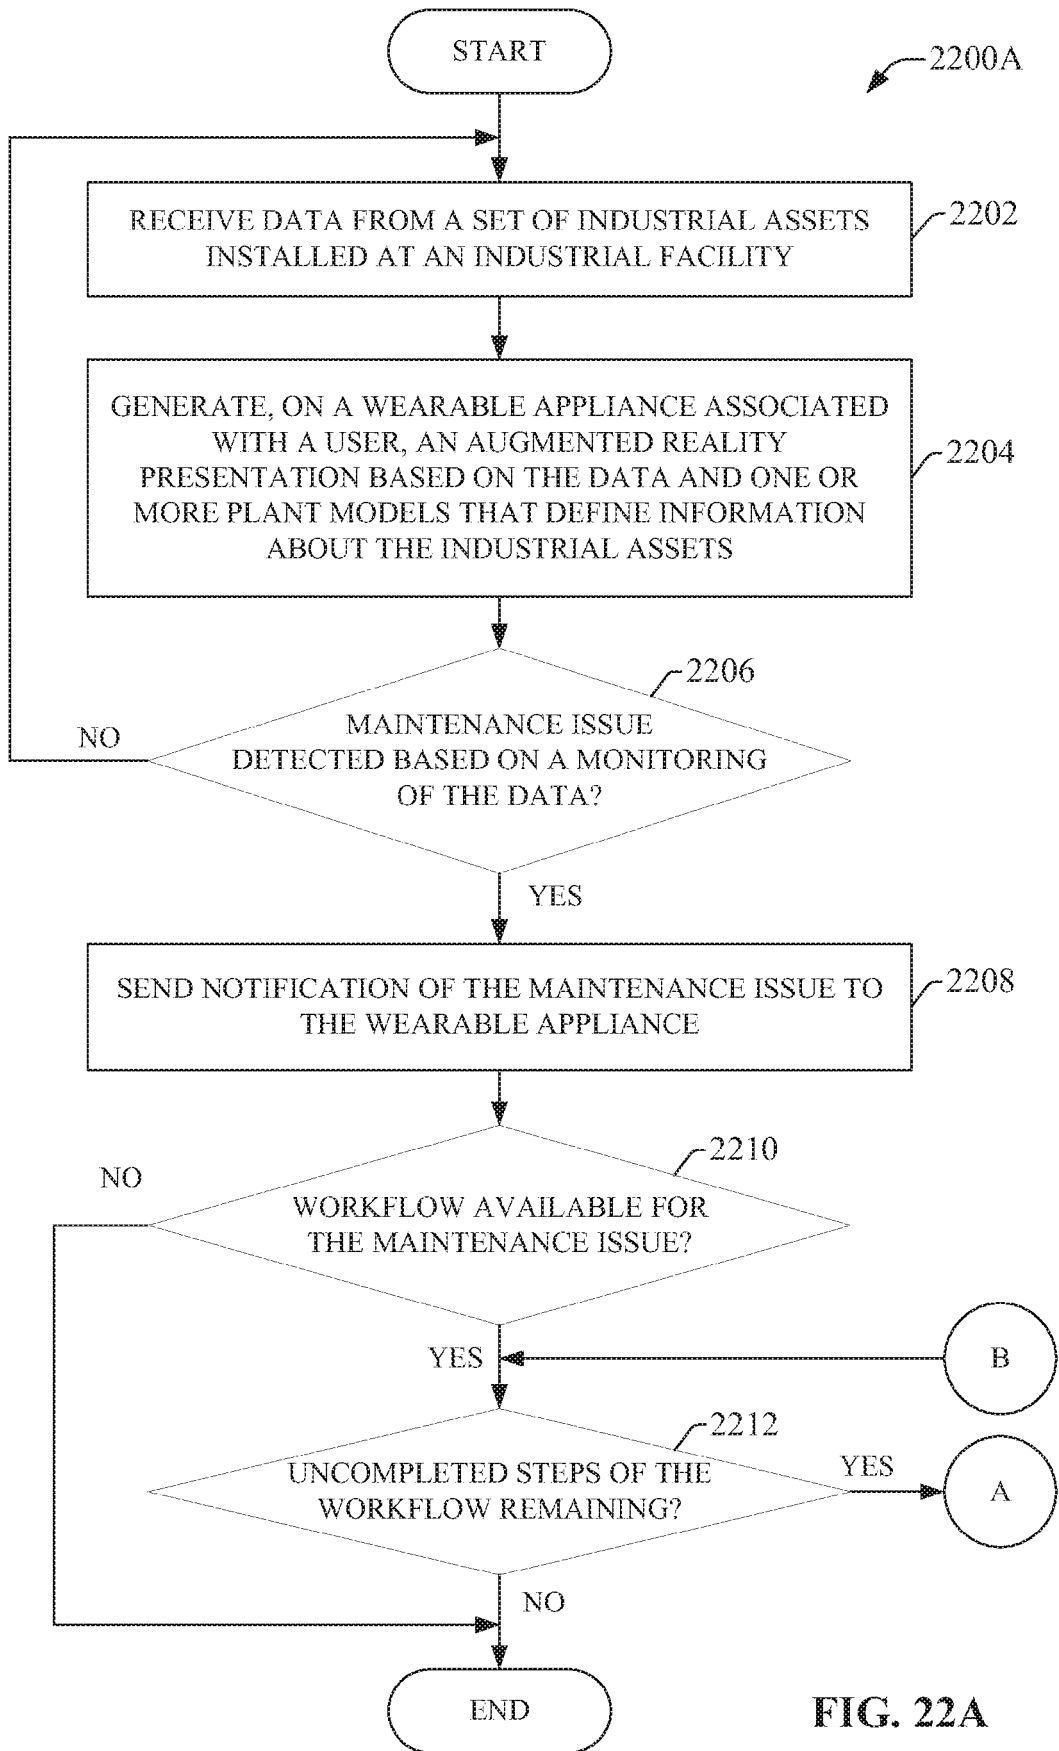 START
2200A
RECEIVE DATA FROM A SET OF INDUSTRIAL ASSETS
INSTALLED AT AN INDUSTRIAL FACILITY
2202
GENERATE, ON A WEARABLE APPLIANCE ASSOCIATED
WITH A USER, AN AUGMENTED REALITY
PRESENTATION BASED ON THE DATA AND ONE OR
MORE PLANT MODELS THAT DEFINE INFORMATION
ABOUT THE INDUSTRIAL ASSETS
2204
2206
MAINTENANCE ISSUE
DETECTED BASED ON A MONITORING
OF THE DATA?
NO
YES
SEND NOTIFICATION OF THE MAINTENANCE ISSUE TO
THE WEARABLE APPLIANCE
2208
2210
NO
WORKFLOW AVAILABLE FOR
THE MAINTENANCE ISSUE?
YES
B
2212
UNCOMPLETED STEPS OF THE
WORKFLOW REMAINING?
YES
A
NO
END
FIG. 22A